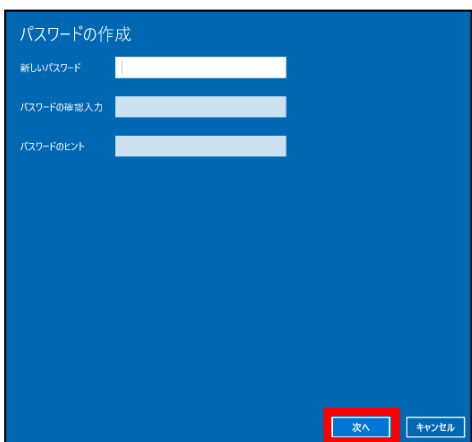 パスワードの作成
新しいパスワード
パスワードの確認入力
パスワードのヒント
次へ キャンセル